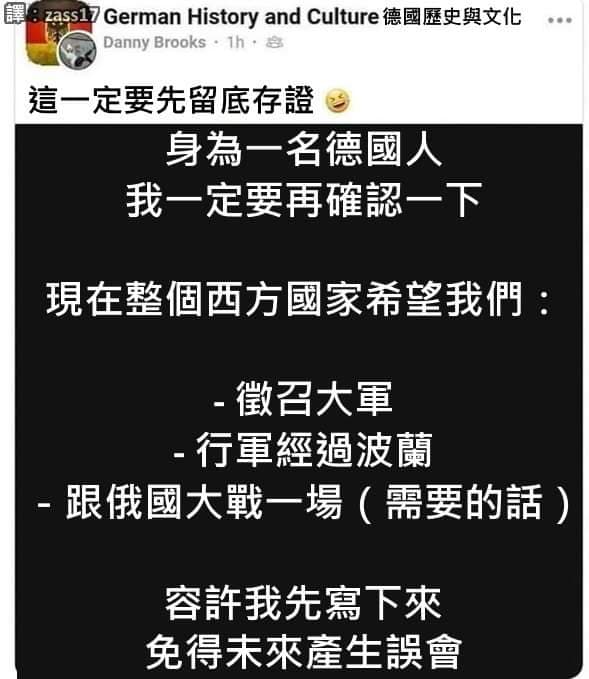 譯：zass17 German History and Culture 德國歷史與文化
Danny Brooks · 1h ·
這一定要先留底存證
身為一名德國人
我一定要再確認一下
現在整個西方國家希望我們：
- 徵召大軍
- 行軍經過波蘭
- 跟俄國大戰一場（需要的話）
容許我先寫下來
免得未來產生誤會